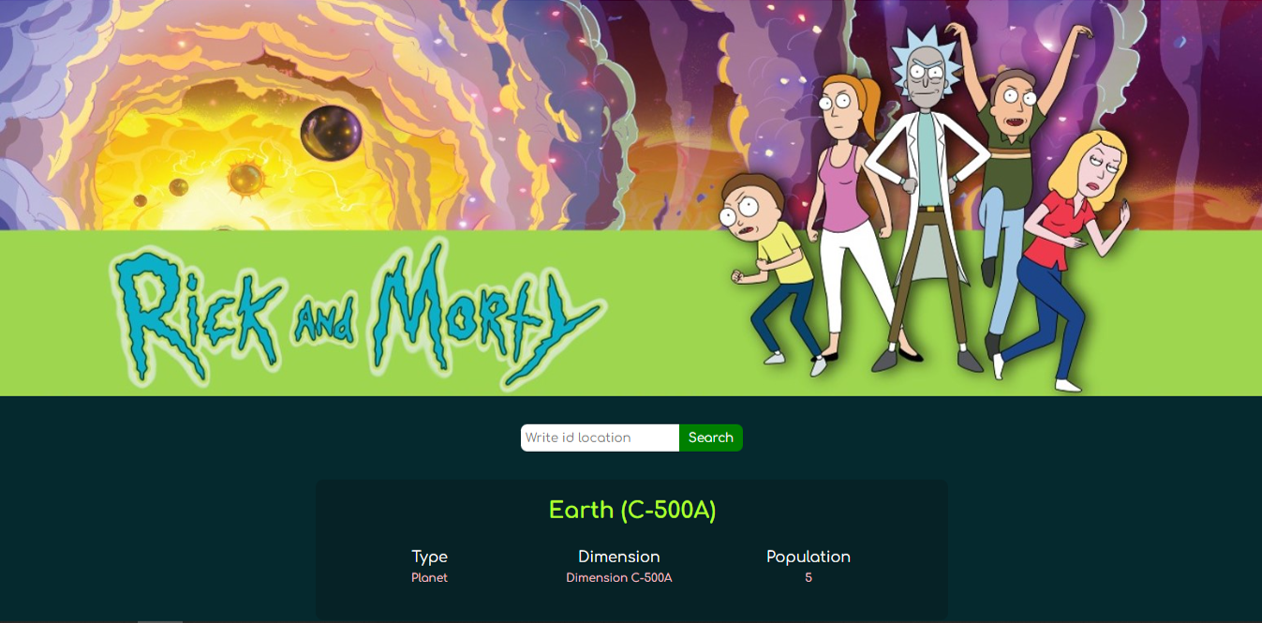 Rick and Morty
Write id location Search
Earth (C-500A)
Type Dimension Population
Planet Dimension C-500A 5